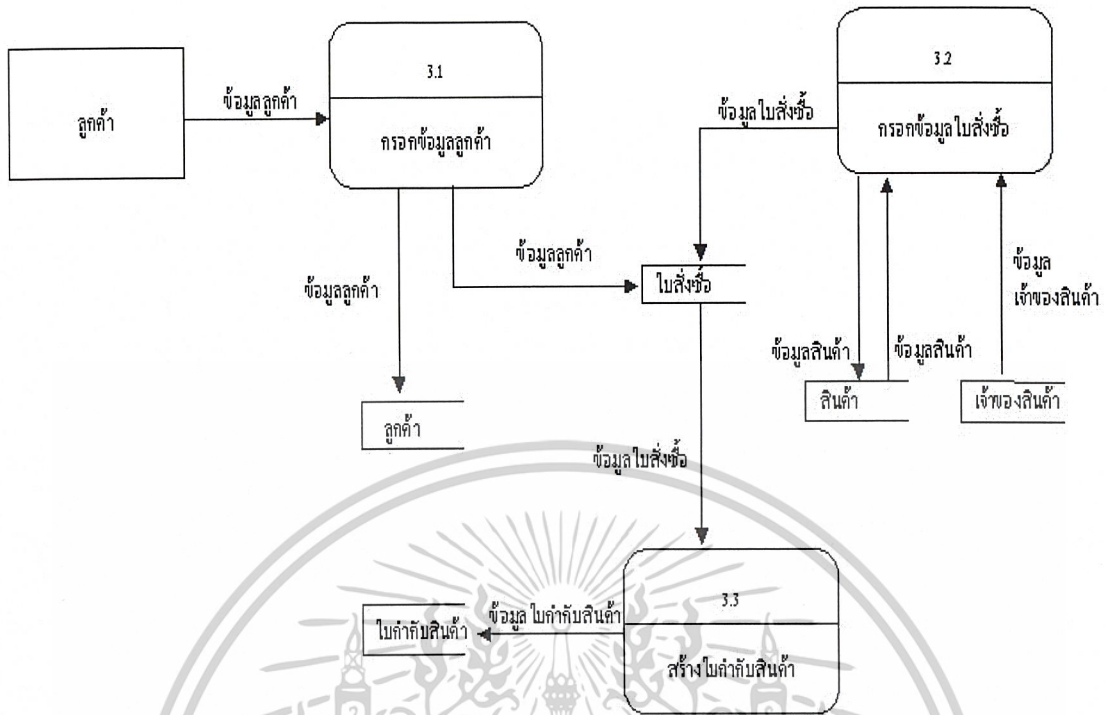 3.1
3.2
ลูกค้า
ข้อมูลลูกค้า
กรอกข้อมูลลูกค้า
ข้อมูลใบสั่งซื้อ
กรอกข้อมูลใบสั่งซื้อ
ข้อมูลลูกค้า
ข้อมูลลูกค้า
ใบสั่งซื้อ
ข้อมูล
เจ้าของสินค้า
ข้อมูลสินค้า
ข้อมูลสินค้า
ลูกค้า
สินค้า
เจ้าของสินค้า
ข้อมูลใบสั่งซื้อ
3.3
ใบกำกับสินค้า
ข้อมูลใบกำกับสินค้า
สร้างใบกำกับสินค้า